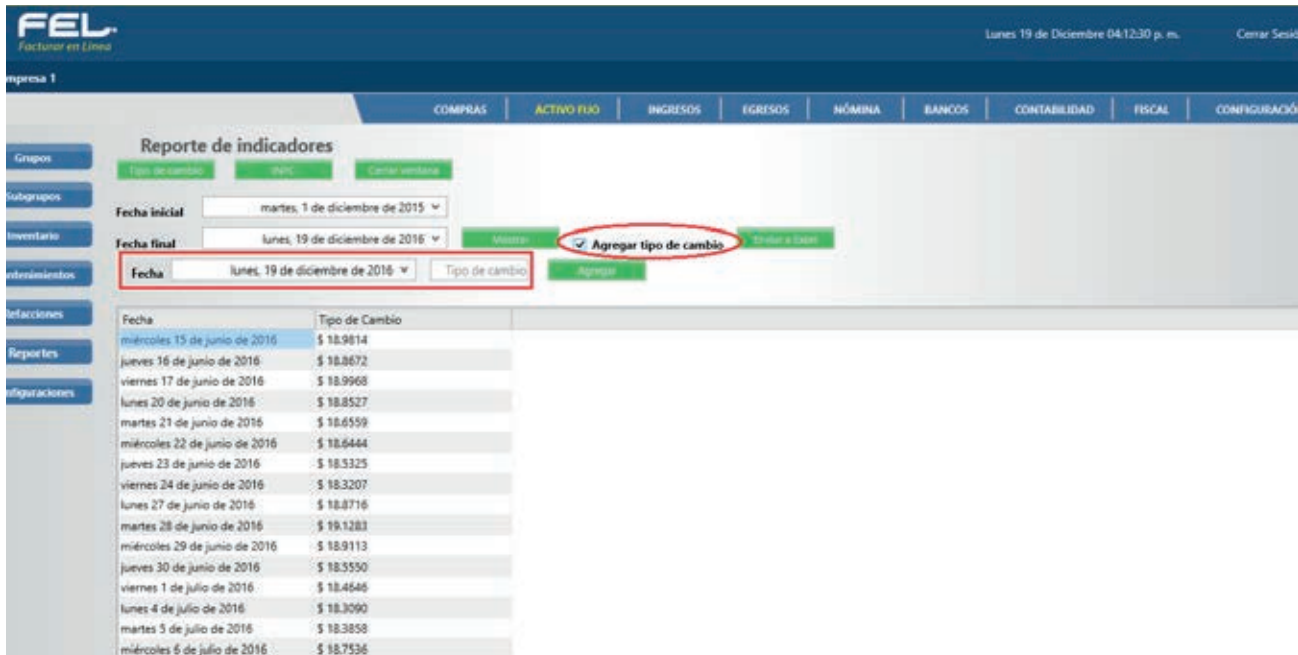 FEL
Facturar en Línea
Lunes 19 de Diciembre 04:12:30 p. m.
Cerrar Sesió
mpresa 1
COMPRAS
ACTIVO FIJO
INGRESOS
EGRESOS
NÓMINA
BANCOS
CONTABILIDAD
FISCAL
CONFIGURACIÓ
Grupos
Subgrupos
Inventario
ntenimientos
Refacciones
Reportes
nfiguraciones
Reporte de indicadores
Tipo de cambio
INPC
Cerrar ventana
Fecha inicial
martes, 1 de diciembre de 2015
Fecha final
lunes, 19 de diciembre de 2016
Mostrar
Agregar tipo de cambio
Enviar a Excel
Fecha
lunes, 19 de diciembre de 2016
Tipo de cambio
Agregar
Fecha Tipo de Cambio
miércoles 15 de junio de 2016 $ 18.9814
jueves 16 de junio de 2016 $ 18.8672
viernes 17 de junio de 2016 $ 18.9968
lunes 20 de junio de 2016 $ 18.8527
martes 21 de junio de 2016 $ 18.6559
miércoles 22 de junio de 2016 $ 18.6444
jueves 23 de junio de 2016 $ 18.5325
viernes 24 de junio de 2016 $ 18.3207
lunes 27 de junio de 2016 $ 18.8716
martes 28 de junio de 2016 $ 19.1283
miércoles 29 de junio de 2016 $ 18.9113
jueves 30 de junio de 2016 $ 18.5550
viernes 1 de julio de 2016 $ 18.4646
lunes 4 de julio de 2016 $ 18.3090
martes 5 de julio de 2016 $ 18.3858
miércoles 6 de julio de 2016 $ 18.7536